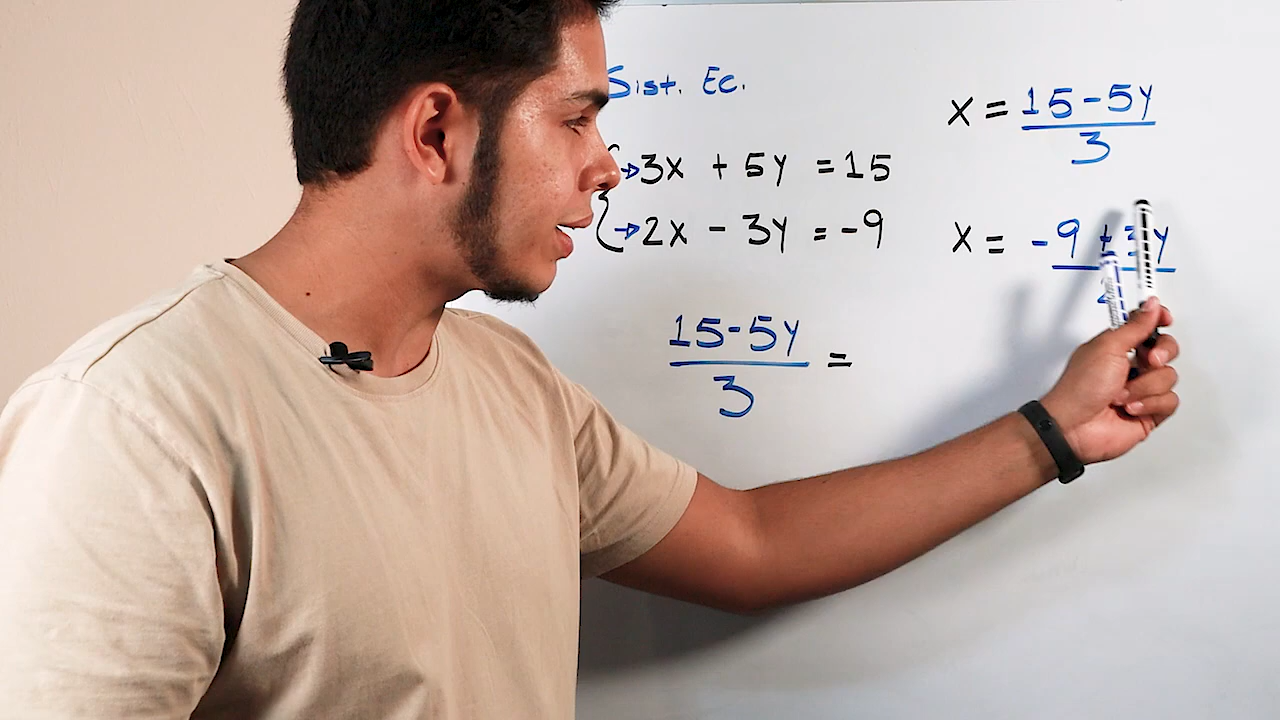 Sist. Ec.
3x + 5y = 15
2x - 3y = -9
15-5y
3
=
x = 15-5y
3
x = -9 + 3y